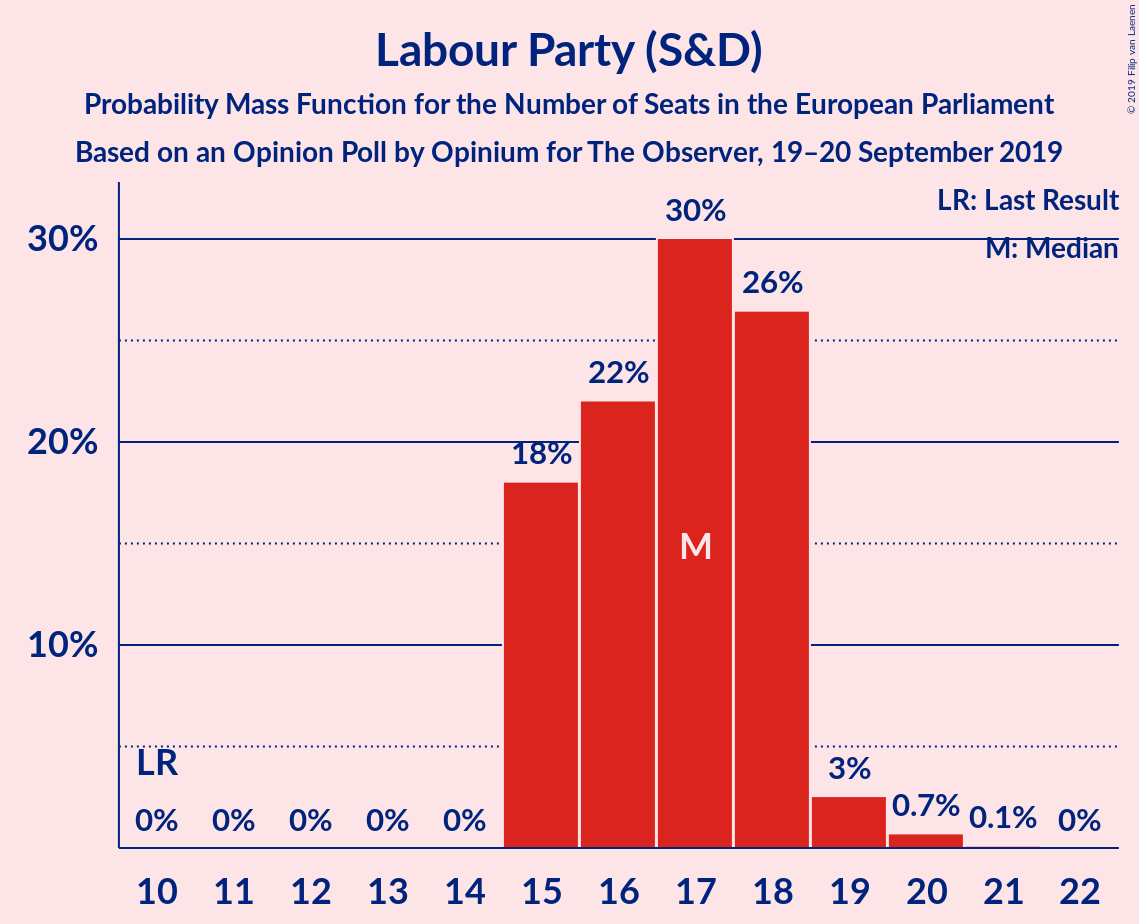 Labour Party (S&D)
Probability Mass Function for the Number of Seats in the European Parliament
Based on an Opinion Poll by Opinium for The Observer, 19–20 September 2019
© 2019 Filip van Laenen
LR: Last Result
M: Median
30%
20%
10%
30%
26%
22%
18%
M
LR
3%
0%
0%
0%
0%
0%
0.7%
0.1%
0%
10 11 12 13 14 15 16 17 18 19 20 21 22